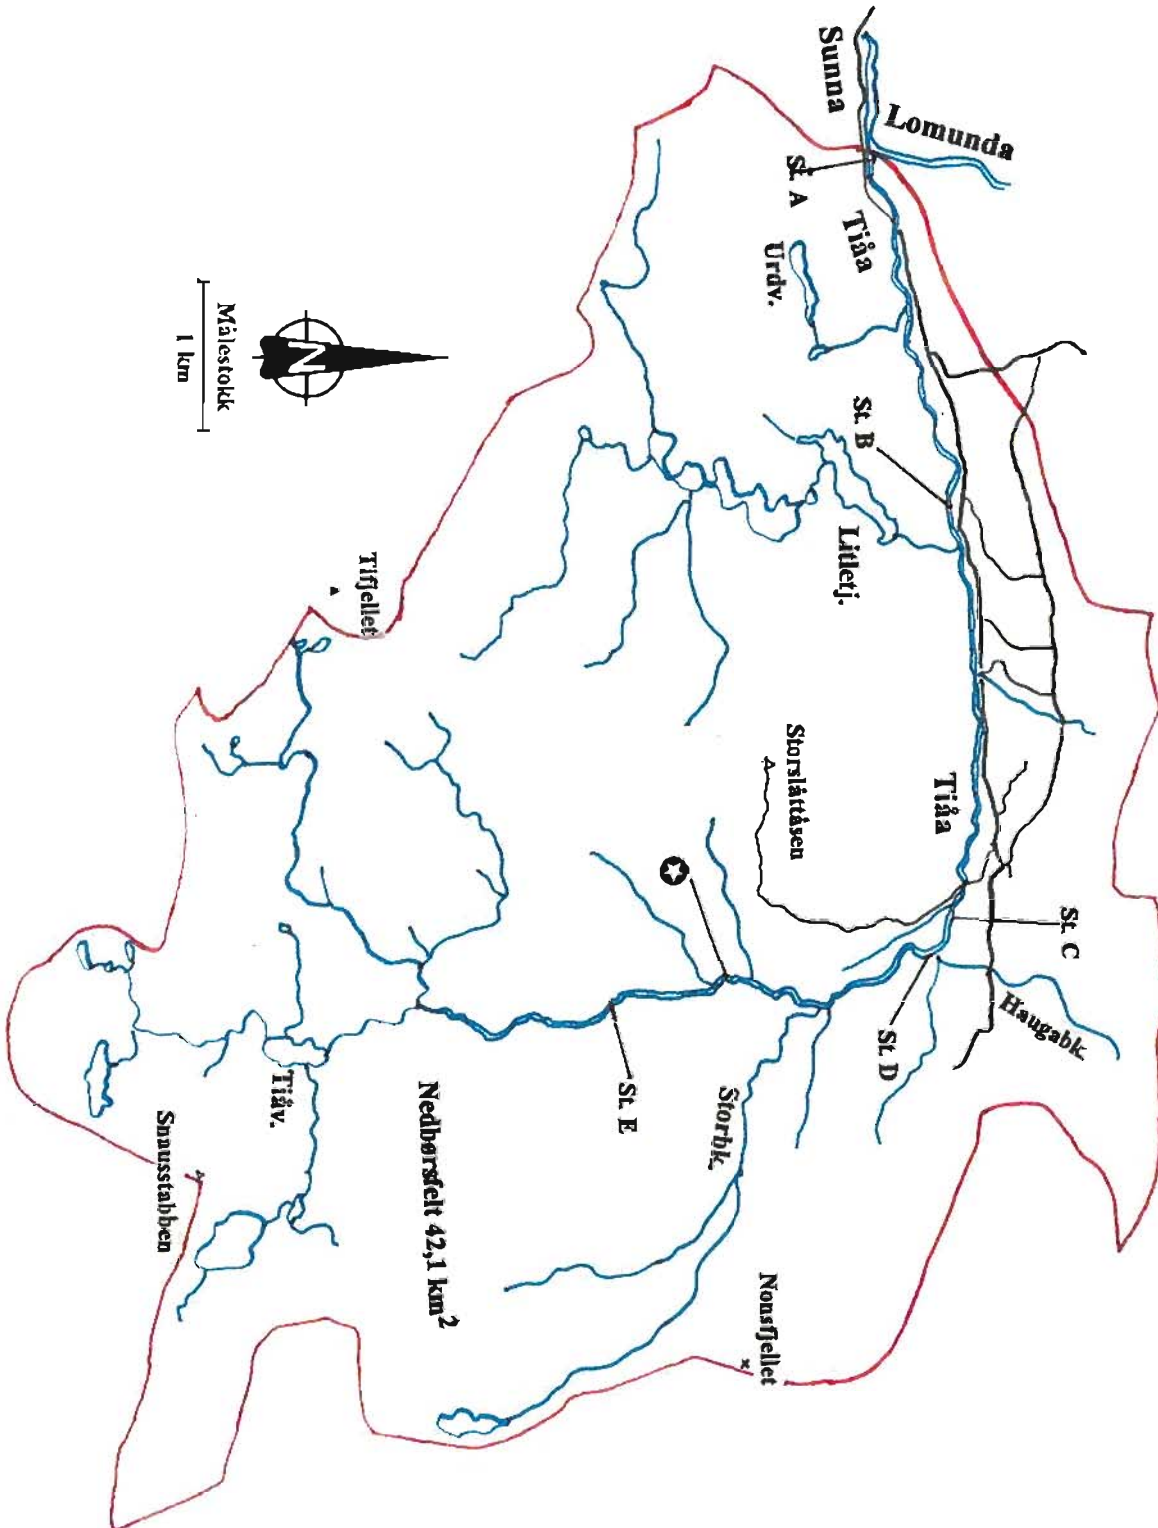 St. C
Haugabk.
Lomunda
Tiåa
St. D
St. B
Tiåa
Litletj.
Sunna
St. A
Storslåttåsen
Urdv.
Nonsfjellet
Storbk.
St. E
Nedbørsfelt 42,1 km²
Tifjellet
N
Tiåv.
Målestokk
1 km
Snausstabben